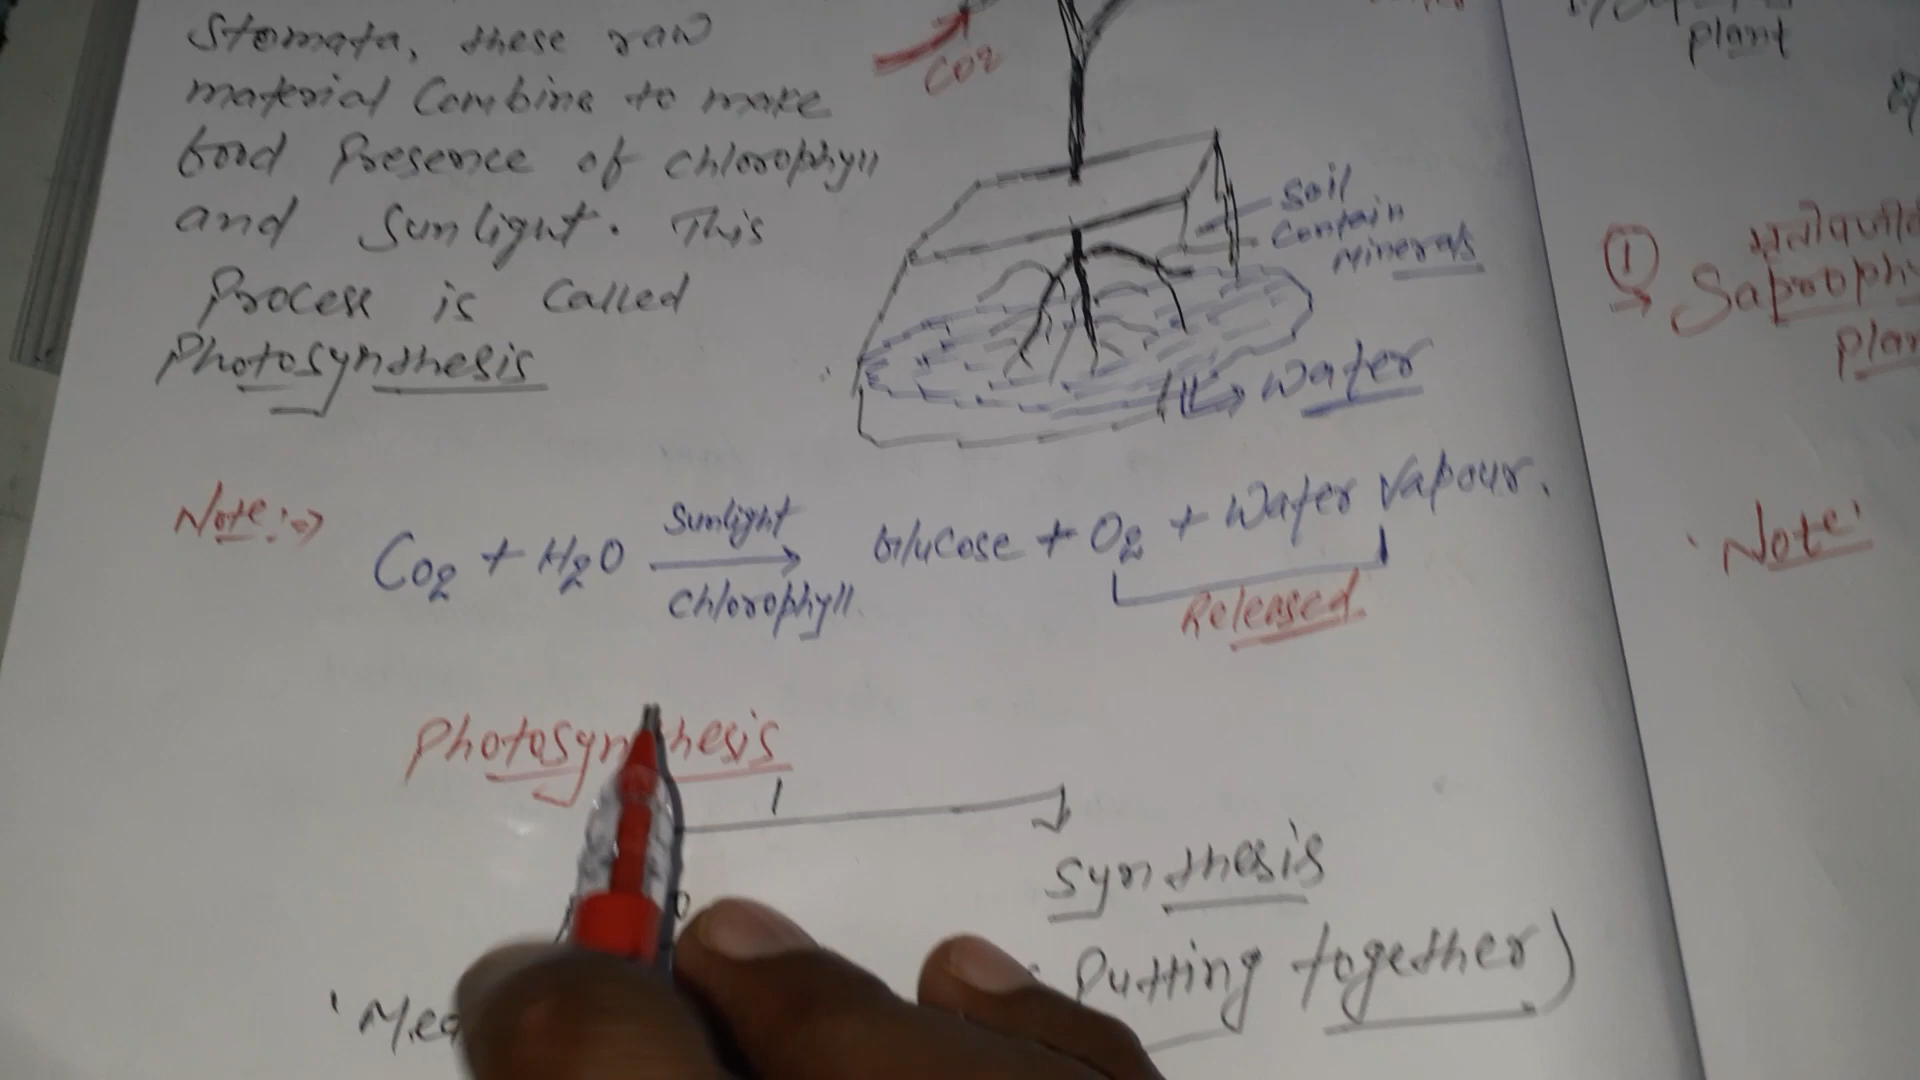 Stomata, these raw
material Combine to make
food Presence of chlorophyll
and Sunlight. This
Process is Called
Photosynthesis
CO2
Soil
Contain
Minerals
Water
Note:→
Co2 + H2O Sunlight Chlorophyll Glucose + O2 + Water Vapour.
Released
Photosynthesis
Synthesis
Putting together)
plant
①
Note